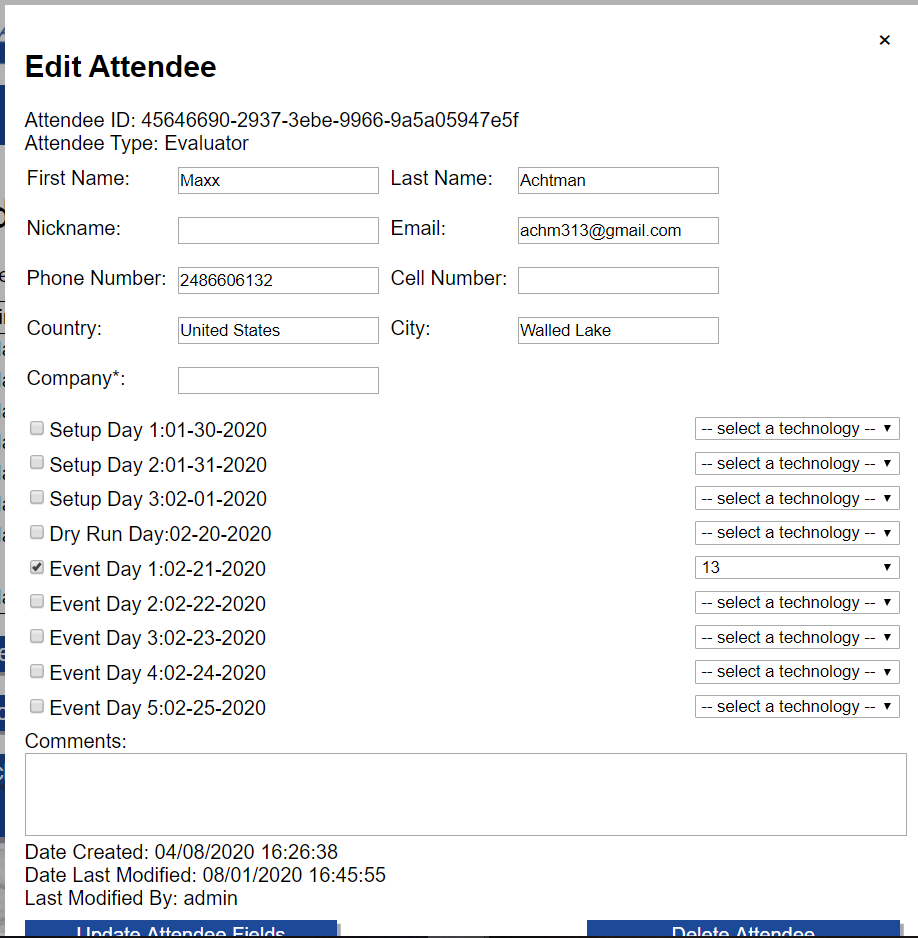 ×
Edit Attendee
Attendee ID: 45646690-2937-3ebe-9966-9a5a05947e5f
Attendee Type: Evaluator
First Name: Maxx Last Name: Achtman
Nickname: Email: achm313@gmail.com
Phone Number: 2486606132 Cell Number:
Country: United States City: Walled Lake
Company*:
Setup Day 1:01-30-2020 -- select a technology --
Setup Day 2:01-31-2020 -- select a technology --
Setup Day 3:02-01-2020 -- select a technology --
Dry Run Day:02-20-2020 -- select a technology --
Event Day 1:02-21-2020 13
Event Day 2:02-22-2020 -- select a technology --
Event Day 3:02-23-2020 -- select a technology --
Event Day 4:02-24-2020 -- select a technology --
Event Day 5:02-25-2020 -- select a technology --
Comments:
Date Created: 04/08/2020 16:26:38
Date Last Modified: 08/01/2020 16:45:55
Last Modified By: admin
Update Attendee Fields Delete Attendee